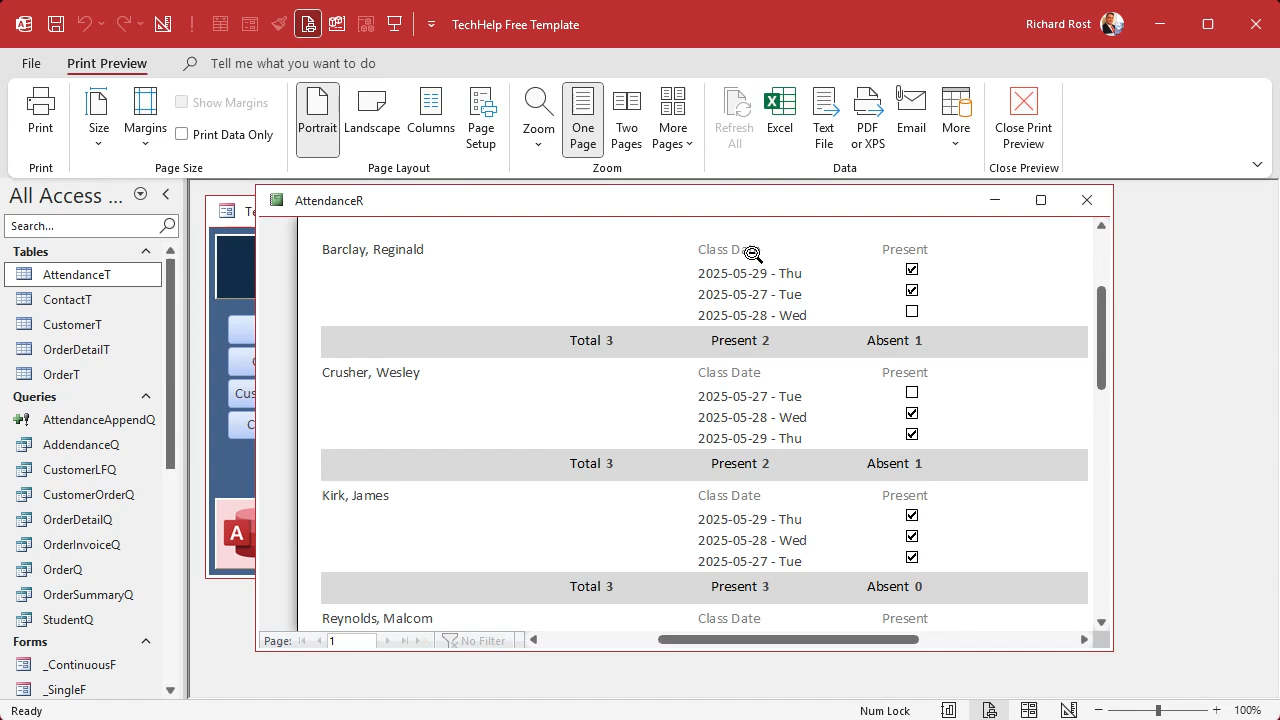 TechHelp Free Template
Richard Rost
File
Print Preview
Tell me what you want to do
Print
Size
Margins
Show Margins
Print Data Only
Portrait
Landscape
Columns
Page Setup
Zoom
One Page
Two Pages
More Pages
Refresh All
Excel
Text File
PDF or XPS
Email
More
Close Print Preview
Print
Page Size
Page Layout
Zoom
Data
Close Preview
All Access ...
Search...
Tables
AttendanceT
ContactT
CustomerT
OrderDetailT
OrderT
Queries
AttendanceAppendQ
AddendanceQ
CustomerLFQ
CustomerOrderQ
OrderDetailQ
OrderInvoiceQ
OrderQ
OrderSummaryQ
StudentQ
Forms
_ContinuousF
_SingleF
Te
Cus
A
AttendanceR
Barclay, Reginald Class Date Present
2025-05-29 - Thu
2025-05-27 - Tue
2025-05-28 - Wed
Total 3 Present 2 Absent 1
Crusher, Wesley Class Date Present
2025-05-27 - Tue
2025-05-28 - Wed
2025-05-29 - Thu
Total 3 Present 2 Absent 1
Kirk, James Class Date Present
2025-05-29 - Thu
2025-05-28 - Wed
2025-05-27 - Tue
Total 3 Present 3 Absent 0
Reynolds, Malcom Class Date Present
Page: 1 No Filter
Ready
Num Lock
100%